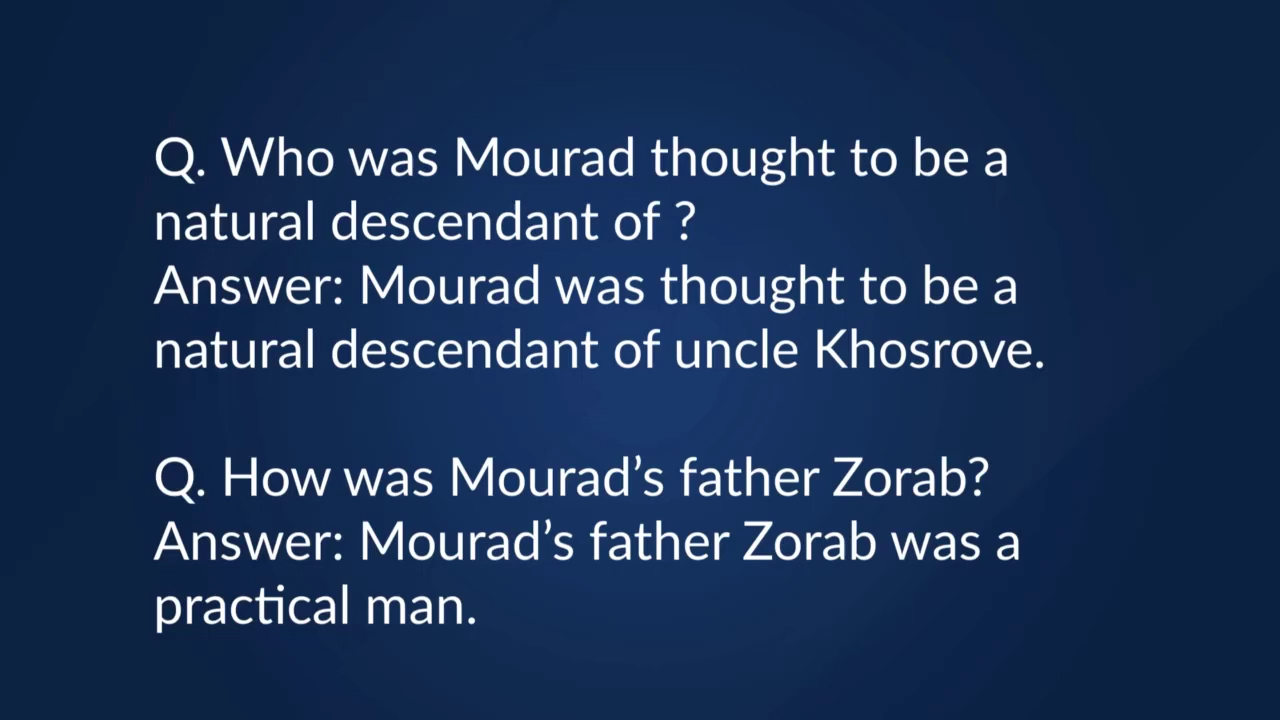 Q. Who was Mourad thought to be a
natural descendant of ?
Answer: Mourad was thought to be a
natural descendant of uncle Khosrove.
Q. How was Mourad’s father Zorab?
Answer: Mourad’s father Zorab was a
practical man.